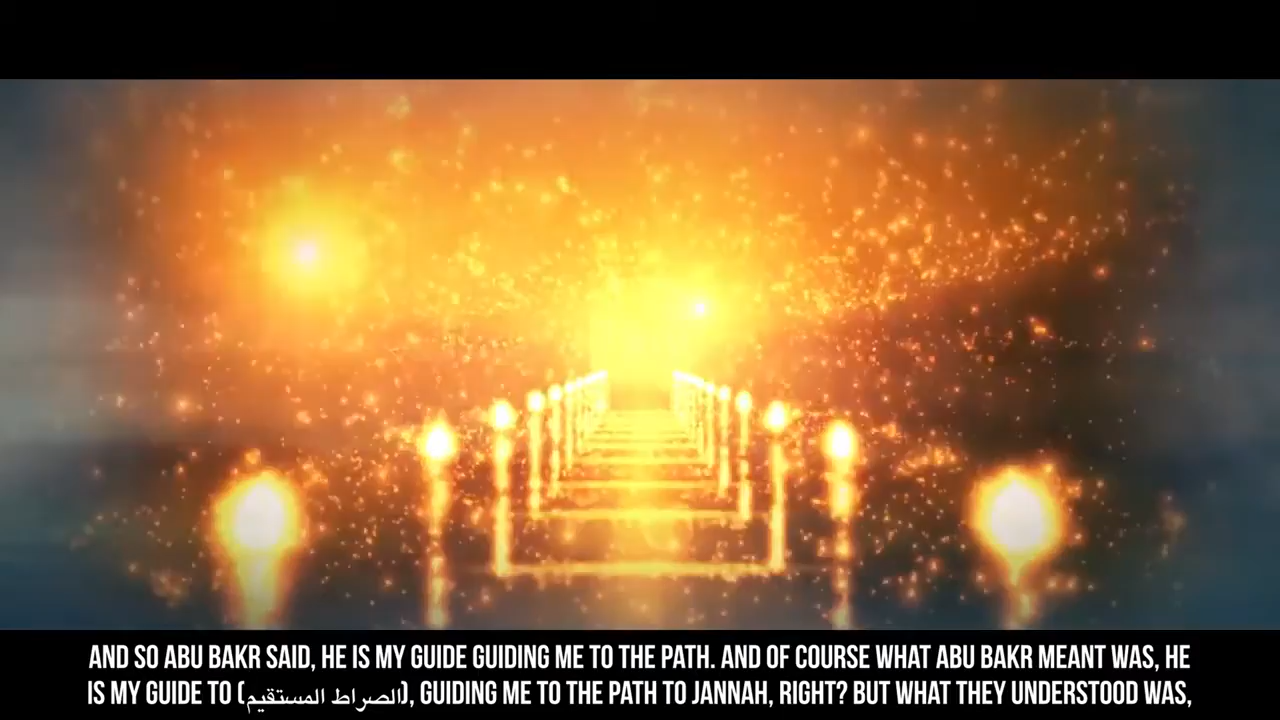 AND SO ABU BAKR SAID, HE IS MY GUIDE GUIDING ME TO THE PATH. AND OF COURSE WHAT ABU BAKR MEANT WAS, HE
IS MY GUIDE TO (الصراط المستقيم), GUIDING ME TO THE PATH TO JANNAH, RIGHT? BUT WHAT THEY UNDERSTOOD WAS,